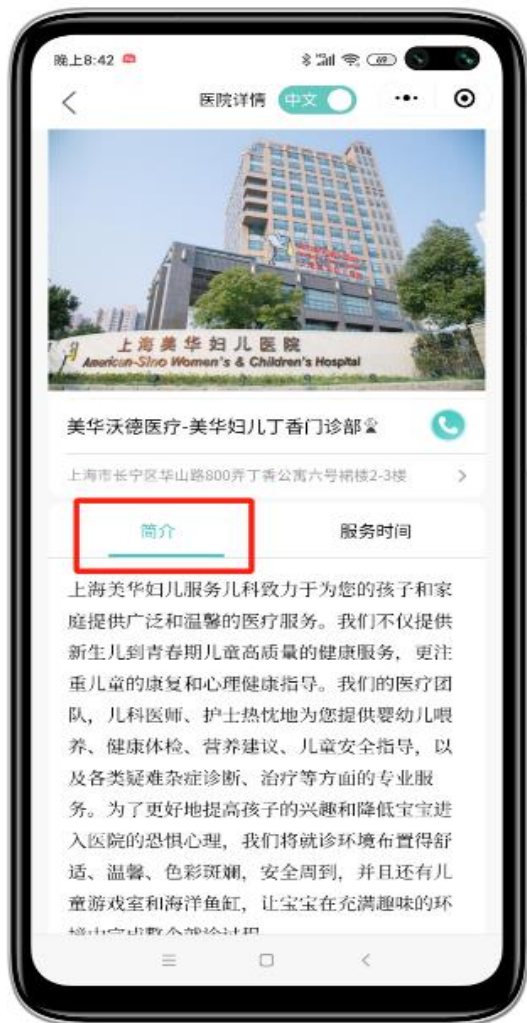 晚上8:42
医院详情 中文
上海美华妇儿医院
American-Sino Women's & Children's Hospital
美华沃德医疗-美华妇儿丁香门诊部
上海市长宁区华山路800弄丁香公寓六号裙楼2-3楼
简介 服务时间
上海美华妇儿服务儿科致力于为您的孩子和家
庭提供广泛和温馨的医疗服务。我们不仅提供
新生儿到青春期儿童高质量的健康服务，更注
重儿童的康复和心理健康指导。我们的医疗团
队，儿科医师、护士热忱地为您提供婴幼儿喂
养、健康体检、营养建议、儿童安全指导，以
及各类疑难杂症诊断、治疗等方面的专业服
务。为了更好地提高孩子的兴趣和降低宝宝进
入医院的恐惧心理，我们将就诊环境布置得舒
适、温馨、色彩斑斓，安全周到，并且还有儿
童游戏室和海洋鱼缸，让宝宝在充满趣味的环